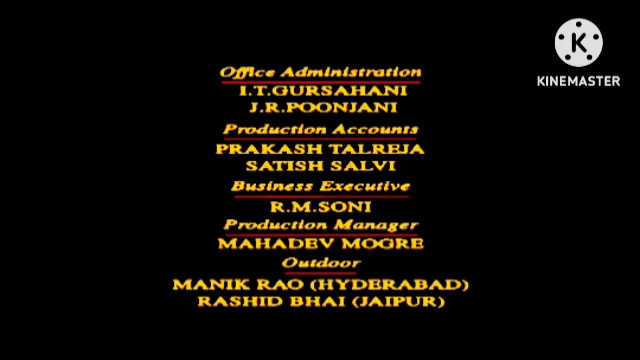 KINEMASTER
Office Administration
I.T.GURSAHANI
J.R.POONJANI
Production Accounts
PRAKASH TALREJA
SATISH SALVI
Business Executive
R.M.SONI
Production Manager
MAHADEV MOGRE
Outdoor
MANIK RAO (HYDERABAD)
RASHID BHAI (JAIPUR)